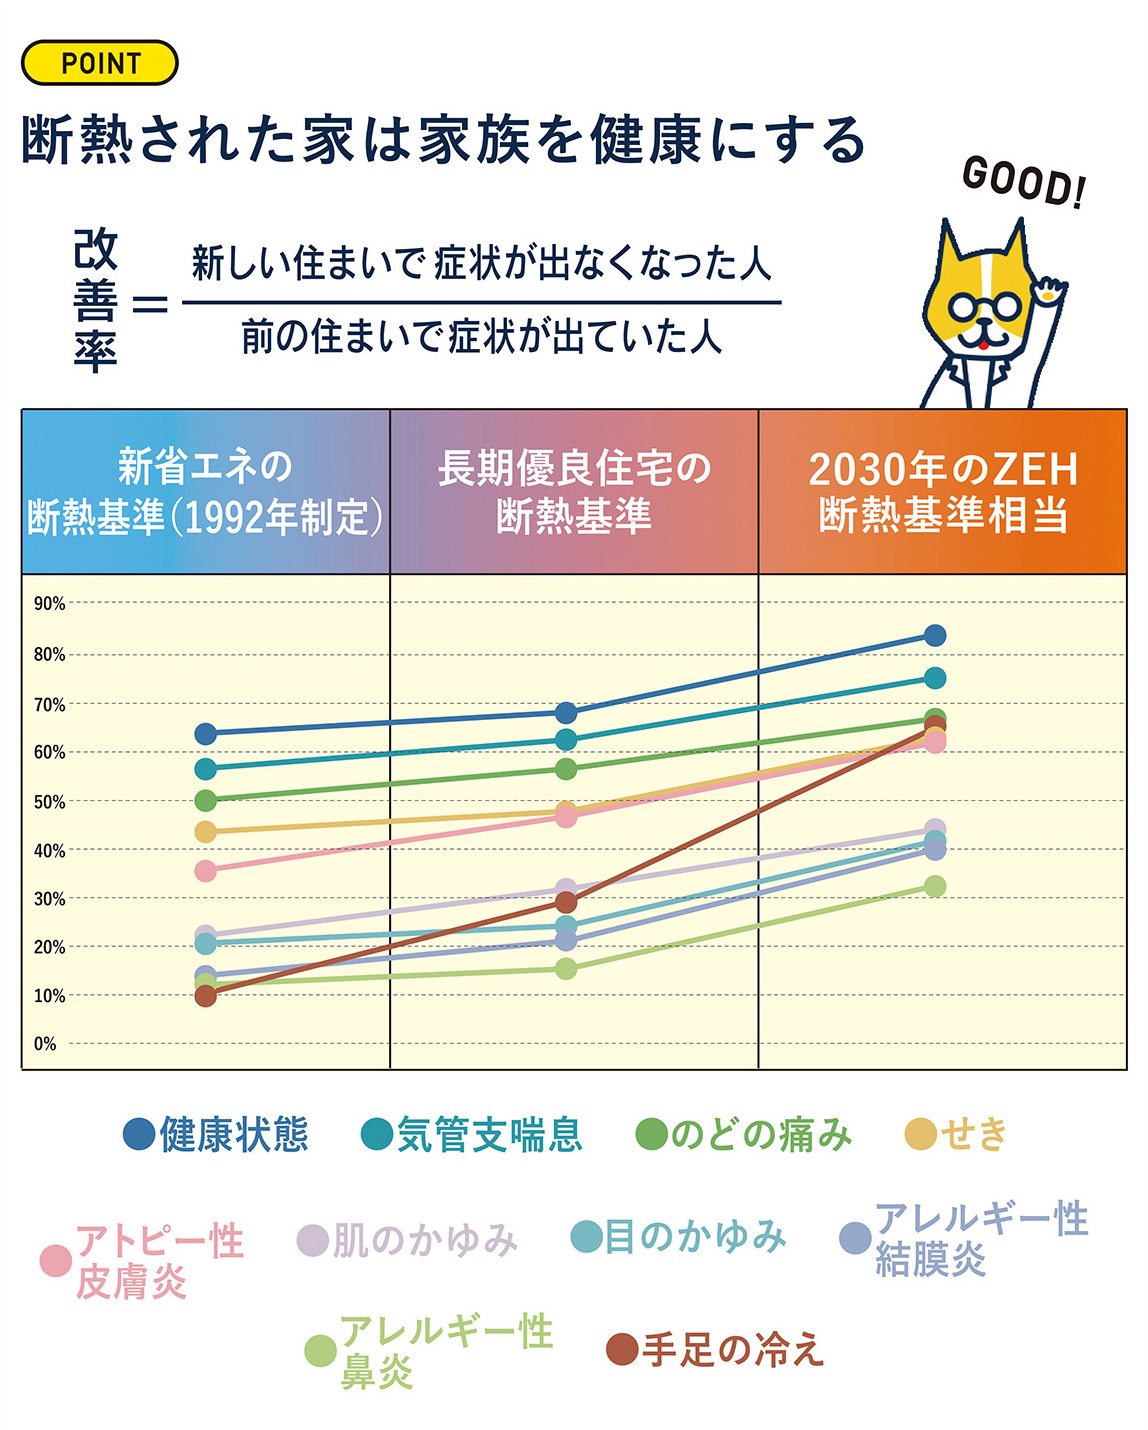 POINT
断熱された家は家族を健康にする
GOOD!
改善率
=
新しい住まいで 症状が出なくなった人
前の住まいで症状が出ていた人
新省エネの
断熱基準(1992年制定)
長期優良住宅の
断熱基準
2030年のZEH
断熱基準相当
90%
80%
70%
60%
50%
40%
30%
20%
10%
0%
健康状態
気管支喘息
のどの痛み
せき
アトピー性
皮膚炎
肌のかゆみ
目のかゆみ
アレルギー性
結膜炎
アレルギー性
鼻炎
手足の冷え